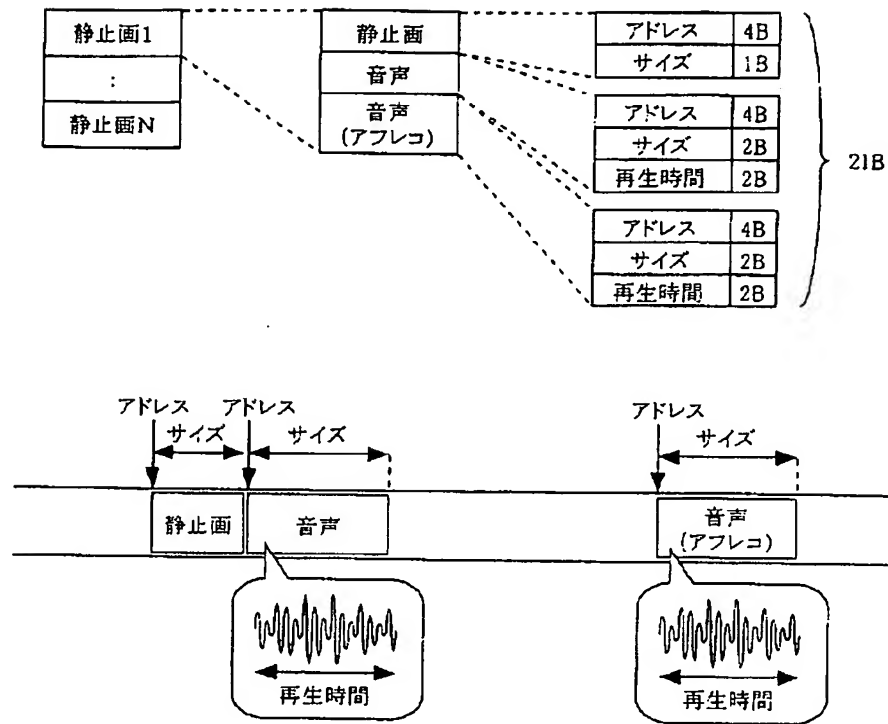 静止画1
:
静止画N
静止画
音声
音声
(アフレコ)
アドレス 4B
サイズ 1B
アドレス 4B
サイズ 2B
再生時間 2B
アドレス 4B
サイズ 2B
再生時間 2B
21B
アドレス アドレス
サイズ サイズ
静止画 音声
再生時間
アドレス
サイズ
音声
(アフレコ)
再生時間